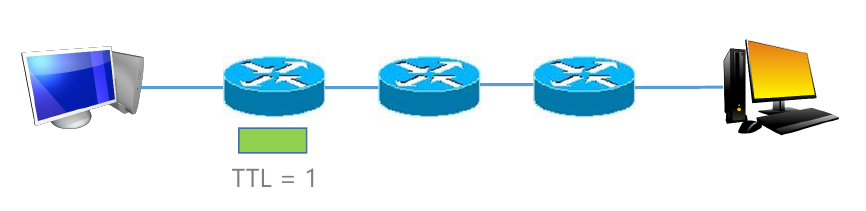 TTL = 1